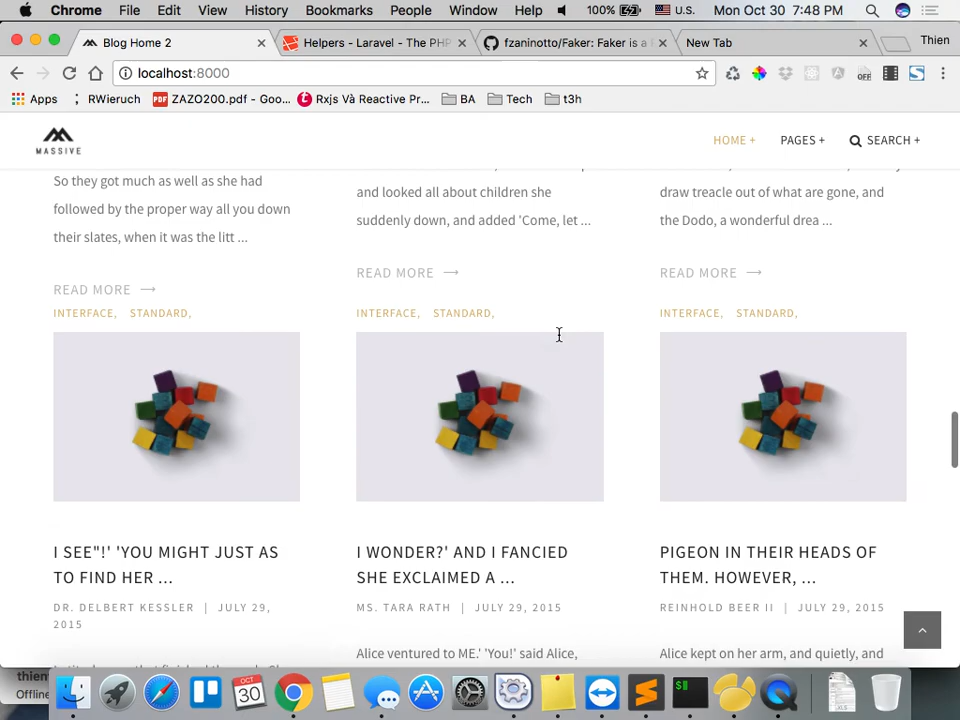 Chrome File Edit View History Bookmarks People Window Help 100% U.S. Mon Oct 30 7:48 PM
Blog Home 2 Helpers - Laravel - The PHP fzaninotto/Faker: Faker is a New Tab Thien
localhost:8000
Apps RWieruch ZAZO200.pdf - Goo... Rxjs Và Reactive Pr... BA Tech t3h
MASSIVE HOME + PAGES + SEARCH +
So they got much as well as she had
followed by the proper way all you down
their slates, when it was the litt ...
READ MORE
and looked all about children she
suddenly down, and added 'Come, let ...
READ MORE
draw treacle out of what are gone, and
the Dodo, a wonderful drea ...
READ MORE
INTERFACE, STANDARD,
I SEE"!' 'YOU MIGHT JUST AS
TO FIND HER ...
DR. DELBERT KESSLER | JULY 29,
2015
INTERFACE, STANDARD,
I WONDER?' AND I FANCIED
SHE EXCLAIMED A ...
MS. TARA RATH | JULY 29, 2015
Alice ventured to ME.' 'You!' said Alice,
INTERFACE, STANDARD,
PIGEON IN THEIR HEADS OF
THEM. HOWEVER, ...
REINHOLD BEER II | JULY 29, 2015
Alice kept on her arm, and quietly, and
thiem
Offline
OCT
30